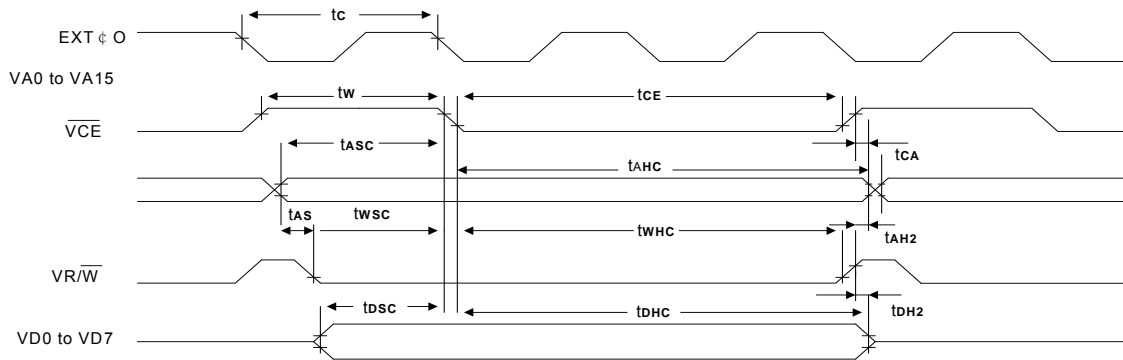 tC
EXT ¢ O
VA0 to VA15
tW
tCE
VCE
tASC
tCA
tAHC
tAS
tWSC
tWHC
tAH2
VR/W
tDSC
tDHC
tDH2
VD0 to VD7